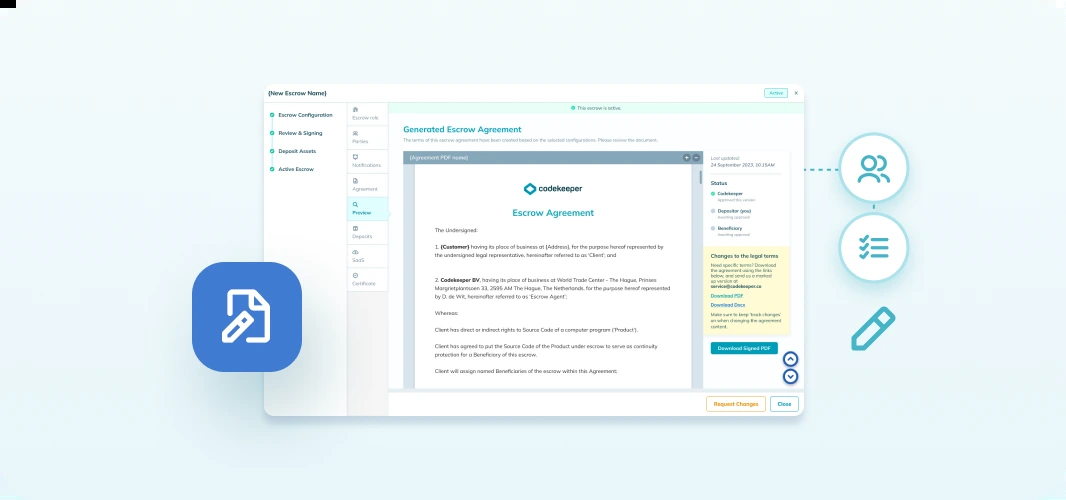 {New Escrow Name}
Active
X
This escrow is active.
Escrow Configuration
Review & Signing
Deposit Assets
Active Escrow
Escrow role
Parties
Notifications
Agreement
Preview
Deposits
SaaS
Certificate
Generated Escrow Agreement
The terms of this escrow agreement have been created based on the selected configurations. Please review the document.
{Agreement PDF name}
codekeeper
Escrow Agreement
The Undersigned:
1. {Customer} having its place of business at [Address], for the purpose hereof represented by
the undersigned legal representative, hereinafter referred to as 'Client'; and
2. Codekeeper BV, having its place of business at World Trade Center - The Hague, Prinses
Margrietplantsoen 33, 2595 AM The Hague, The Netherlands, for the purpose hereof represented
by D. de Wit, hereinafter referred to as 'Escrow Agent';
Whereas:
Client has direct or indirect rights to Source Code of a computer program ('Product').
Client has agreed to put the Source Code of the Product under escrow to serve as continuity
protection for a Beneficiary of this escrow.
Client will assign named Beneficiaries of the escrow within this Agreement.
Last updated:
24 September 2023, 10:18AM
Status
Codekeeper
Approved this version
Depositor (you)
Awaiting approval
Beneficiary
Awaiting approval
Changes to the legal terms
Need specific terms? Download
the agreement using the links
below, and send us a marked
up version at
service@codekeeper.co
Download PDF
Download Docx
Make sure to keep 'track changes'
on when changing the agreement
content.
Download Signed PDF
Request Changes
Close